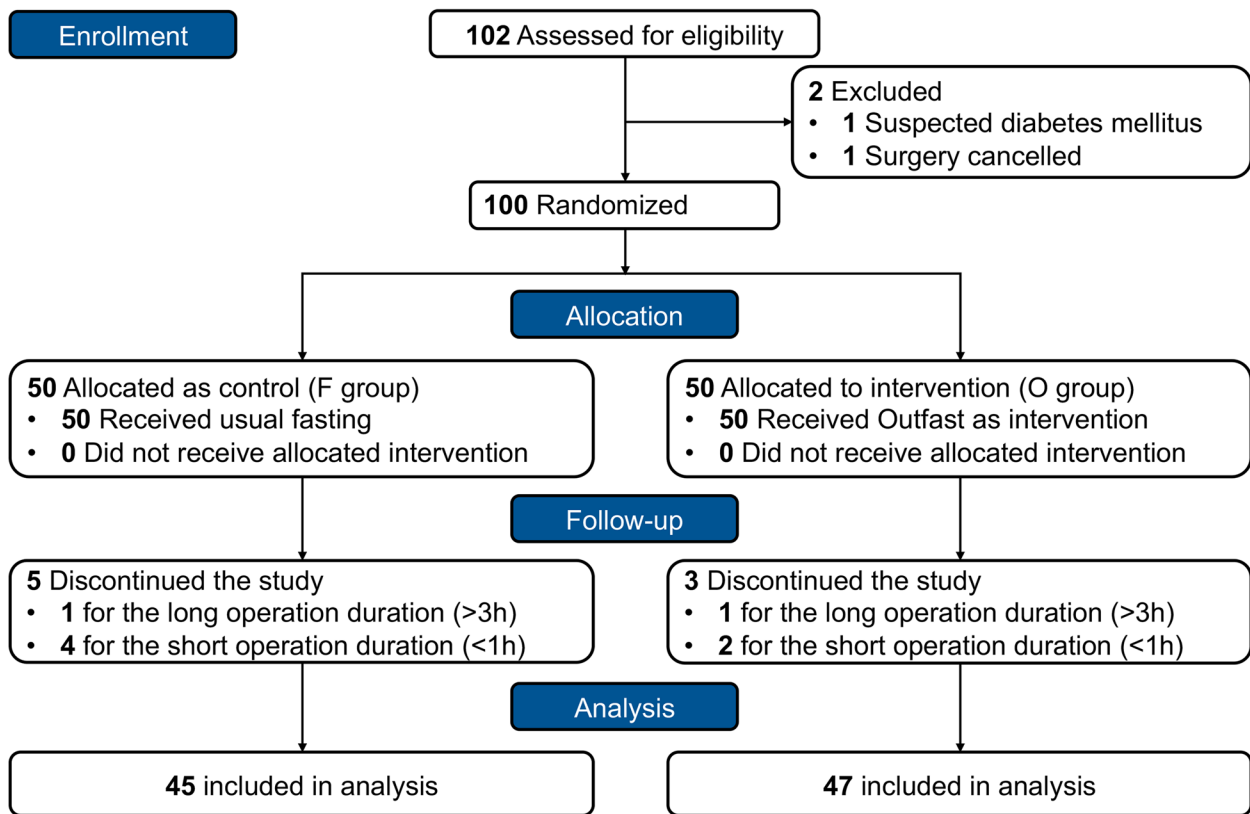 Enrollment
102 Assessed for eligibility
2 Excluded
• 1 Suspected diabetes mellitus
• 1 Surgery cancelled
100 Randomized
Allocation
50 Allocated as control (F group)
• 50 Received usual fasting
• 0 Did not receive allocated intervention
50 Allocated to intervention (O group)
• 50 Received Outfast as intervention
• 0 Did not receive allocated intervention
Follow-up
5 Discontinued the study
• 1 for the long operation duration (>3h)
• 4 for the short operation duration (<1h)
3 Discontinued the study
• 1 for the long operation duration (>3h)
• 2 for the short operation duration (<1h)
Analysis
45 included in analysis
47 included in analysis